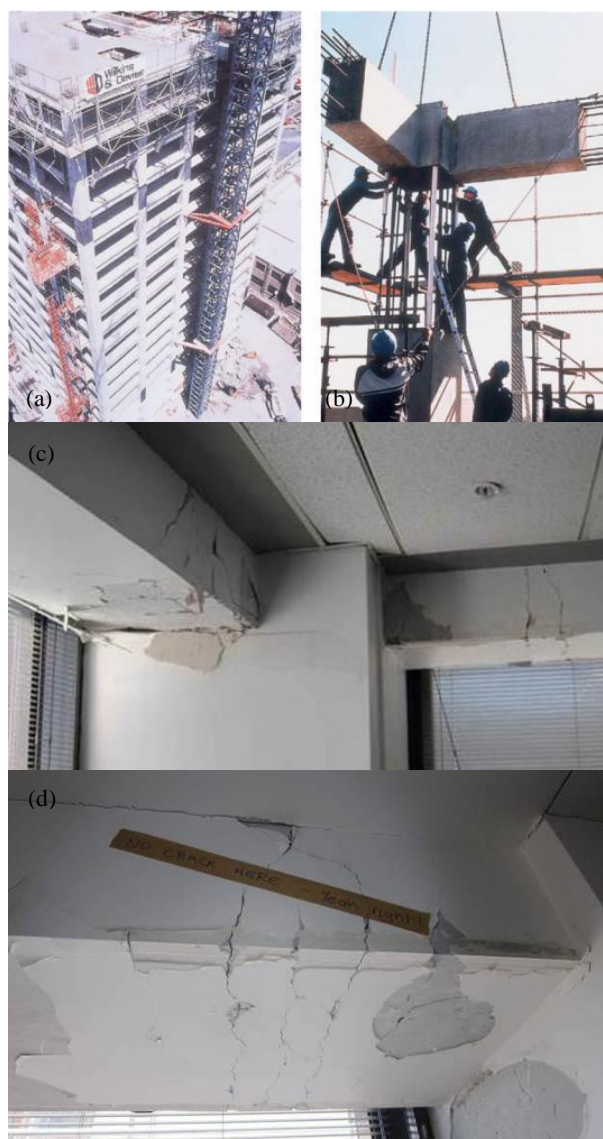 Wilkins
& Davies
(a)
(b)
(c)
(d)
NO CRACK HERE - Yeah right!